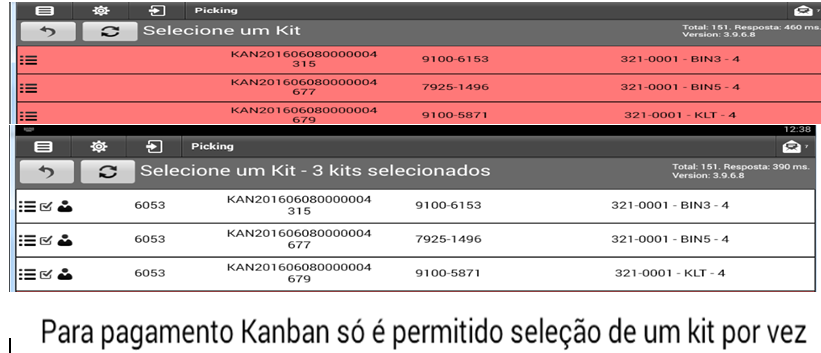 Picking
Selecione um Kit
Total: 151. Resposta: 460 ms.
Version: 3.9.6.8
KAN201606080000004
315
9100-6153
321-0001 - BIN3 - 4
KAN201606080000004
677
7925-1496
321-0001 - BIN5 - 4
KAN201606080000004
679
9100-5871
321-0001 - KLT - 4
12:38
Picking
Selecione um Kit - 3 kits selecionados
Total: 151. Resposta: 390 ms.
Version: 3.9.6.8
6053
KAN201606080000004
315
9100-6153
321-0001 - BIN3 - 4
6053
KAN201606080000004
677
7925-1496
321-0001 - BIN5 - 4
6053
KAN201606080000004
679
9100-5871
321-0001 - KLT - 4
Para pagamento Kanban só é permitido seleção de um kit por vez